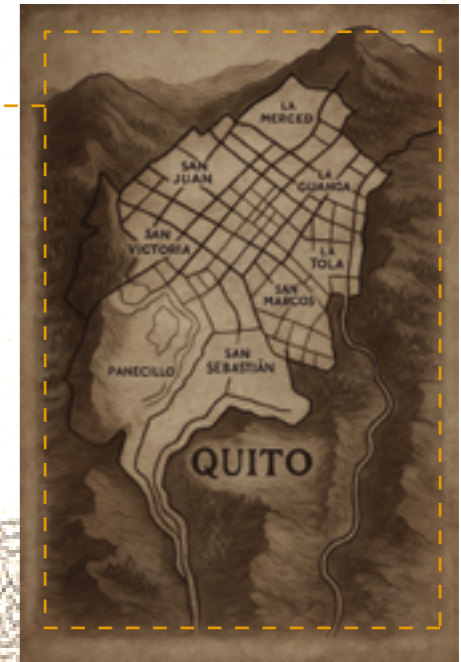 LA
MERCED
SAN
JUAN
LA
GUANGA
SAN
VICTORIA
LA
TOLA
SAN
MARCOS
SAN
SEBASTIÁN
PANECILLO
QUITO